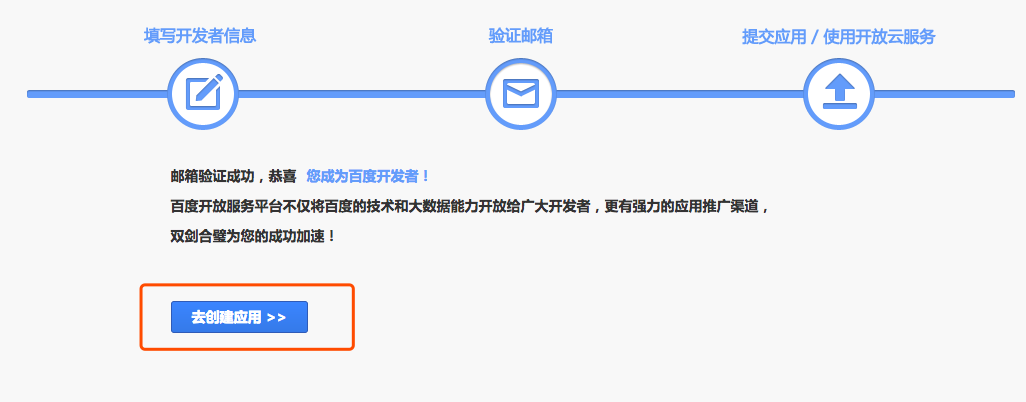 填写开发者信息
验证邮箱
提交应用 / 使用开放云服务
邮箱验证成功，恭喜 您成为百度开发者！
百度开放服务平台不仅将百度的技术和大数据能力开放给广大开发者，更有强力的应用推广渠道，
双剑合璧为您的成功加速！
去创建应用 >>